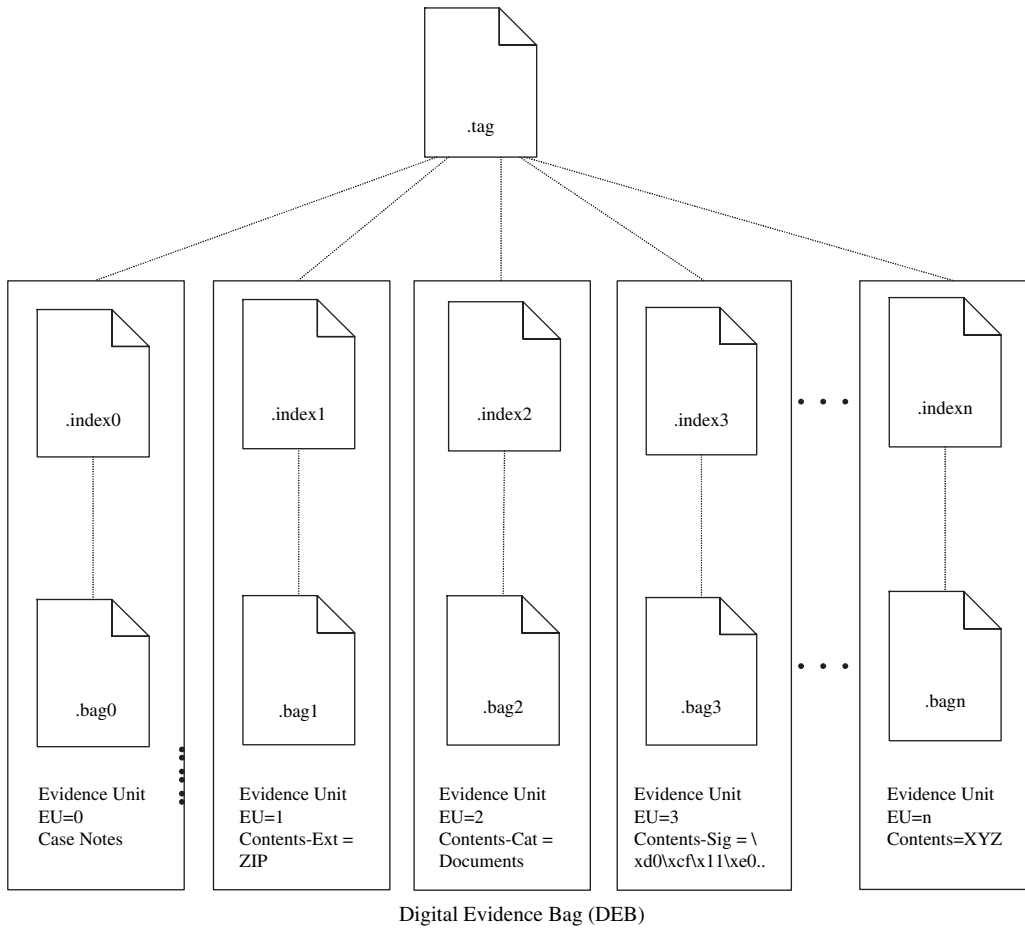 .tag
.index0
.index1
.index2
.index3
.indexn
.bag0
.bag1
.bag2
.bag3
.bagn
Evidence Unit
EU=0
Case Notes
Evidence Unit
EU=1
Contents-Ext =
ZIP
Evidence Unit
EU=2
Contents-Cat =
Documents
Evidence Unit
EU=3
Contents-Sig = \
xd0\xcf\x11\xe0..
Evidence Unit
EU=n
Contents=XYZ
Digital Evidence Bag (DEB)